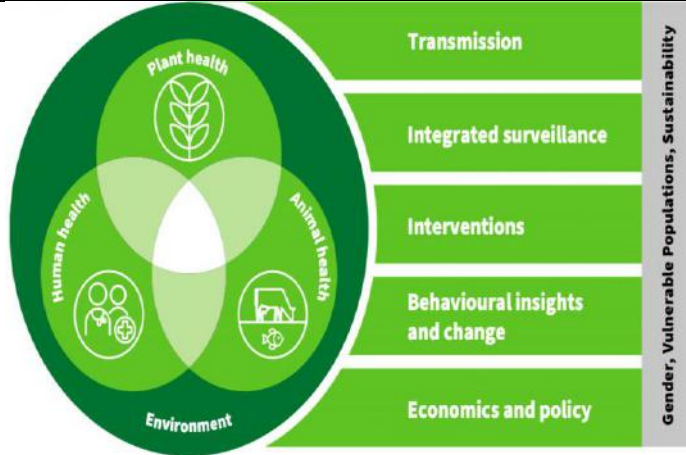 Plant health
Human health
Animal health
Environment
Transmission
Integrated surveillance
Interventions
Behavioural insights
and change
Economics and policy
Gender, Vulnerable Populations, Sustainability